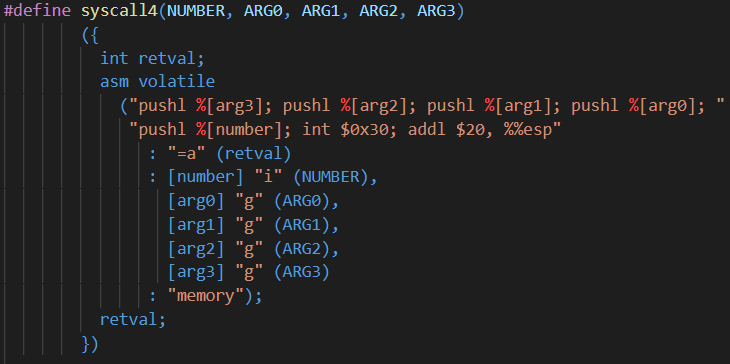 #define syscall4(NUMBER, ARG0, ARG1, ARG2, ARG3)
({
int retval;
asm volatile
("pushl %[arg3]; pushl %[arg2]; pushl %[arg1]; pushl %[arg0]; "
"pushl %[number]; int $0x30; addl $20, %%esp"
: "=a" (retval)
: [number] "i" (NUMBER),
[arg0] "g" (ARG0),
[arg1] "g" (ARG1),
[arg2] "g" (ARG2),
[arg3] "g" (ARG3)
: "memory");
retval;
})